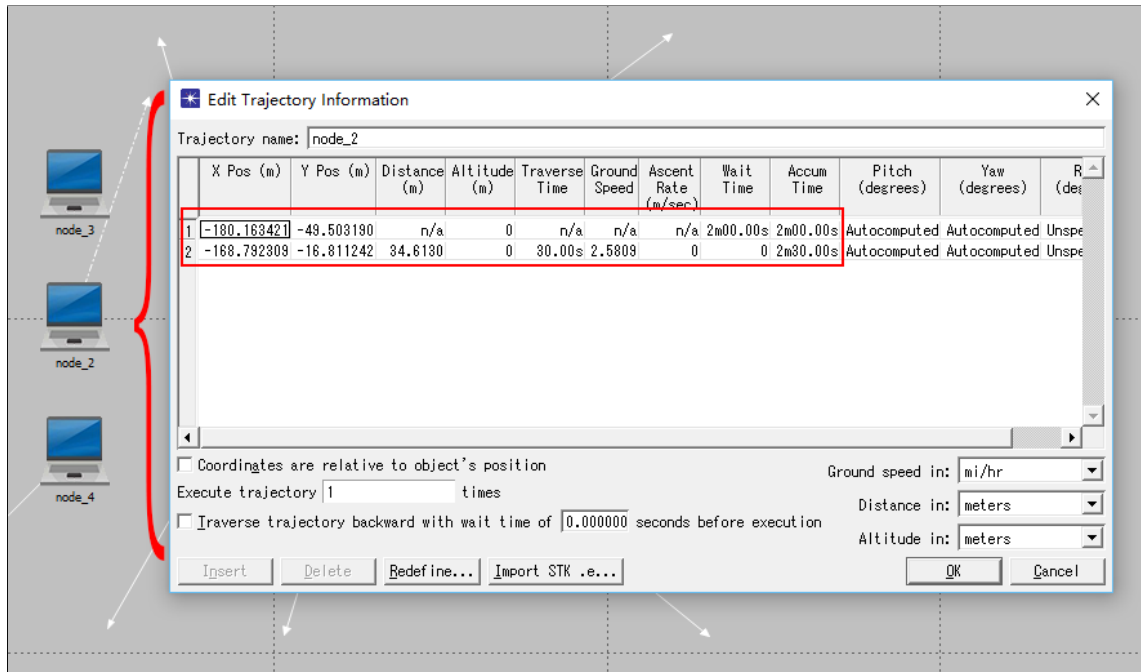 Edit Trajectory Information
Trajectory name: node_2
X Pos (m) Y Pos (m) Distance (m) Altitude (m) Traverse Time Ground Speed Ascent Rate (m/sec) Wait Time Accum Time Pitch (degrees) Yaw (degrees) R (deg
1 -180.163421 -49.503190 n/a 0 n/a n/a n/a 2m00.00s 2m00.00s Autocomputed Autocomputed Unspe
2 -168.792309 -16.811242 34.6130 0 30.00s 2.5809 0 0 2m30.00s Autocomputed Autocomputed Unspe
node_3
node_2
node_4
Coordinates are relative to object's position
Ground speed in: mi/hr
Execute trajectory 1 times
Distance in: meters
Traverse trajectory backward with wait time of 0.000000 seconds before execution
Altitude in: meters
Insert Delete Redefine... Import STK .e... OK Cancel